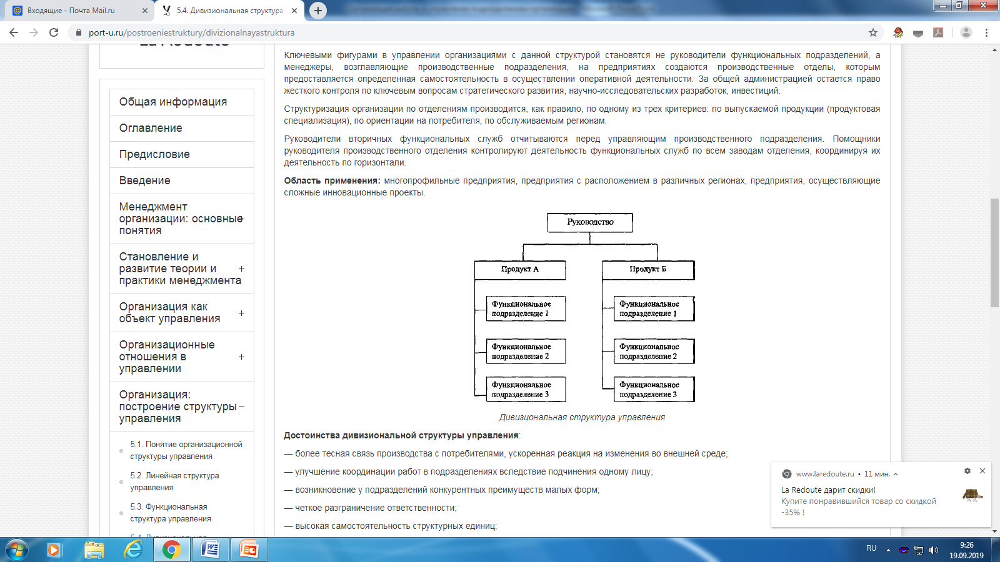 Входящие - Почта Mail.ru
5.4. Дивизиональная структура
port-u.ru/postroeniestruktury/divizionalnayastruktura
Общая информация
Оглавление
Предисловие
Введение
Менеджмент
организации: основные
понятия
Становление и
развитие теории и
практики менеджмента
+
Организация как
объект управления
+
Организационные
отношения в
управлении
+
Организация:
построение структуры
управления
–
5.1. Понятие организационной
структуры управления
5.2. Линейная структура
управления
5.3. Функциональная
структура управления
Ключевыми фигурами в управлении организациями с данной структурой становятся не руководители функциональных подразделений, а
менеджеры, возглавляющие производственные подразделения, на предприятиях создаются производственные отделы, которым
предоставляется определенная самостоятельность в осуществлении оперативной деятельности. За общей администрацией остается право
жесткого контроля по ключевым вопросам стратегического развития, научно-исследовательских разработок, инвестиций.
Структуризация организации по отделениям производится, как правило, по одному из трех критериев: по выпускаемой продукции (продуктовая
специализация), по ориентации на потребителя, по обслуживаемым регионам.
Руководители вторичных функциональных служб отчитываются перед управляющим производственного подразделения. Помощники
руководителя производственного отделения контролируют деятельность функциональных служб по всем заводам отделения, координируя их
деятельность по горизонтали.
Область применения: многопрофильные предприятия, предприятия с расположением в различных регионах, предприятия, осуществляющие
сложные инновационные проекты.
Руководство
Продукт А
Продукт Б
Функциональное
подразделение 1
Функциональное
подразделение 1
Функциональное
подразделение 2
Функциональное
подразделение 2
Функциональное
подразделение 3
Функциональное
подразделение 3
Дивизиональная структура управления
Достоинства дивизиональной структуры управления:
— более тесная связь производства с потребителями, ускоренная реакция на изменения во внешней среде;
— улучшение координации работ в подразделениях вследствие подчинения одному лицу;
— возникновение у подразделений конкурентных преимуществ малых форм;
— четкое разграничение ответственности;
— высокая самостоятельность структурных единиц;
www.laredoute.ru • 11 мин.
La Redoute дарит скидки!
Купите понравившийся товар со скидкой
-35% !
RU
9:26
19.09.2019